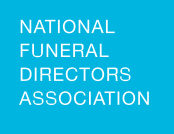 NATIONAL
FUNERAL
DIRECTORS
ASSOCIATION